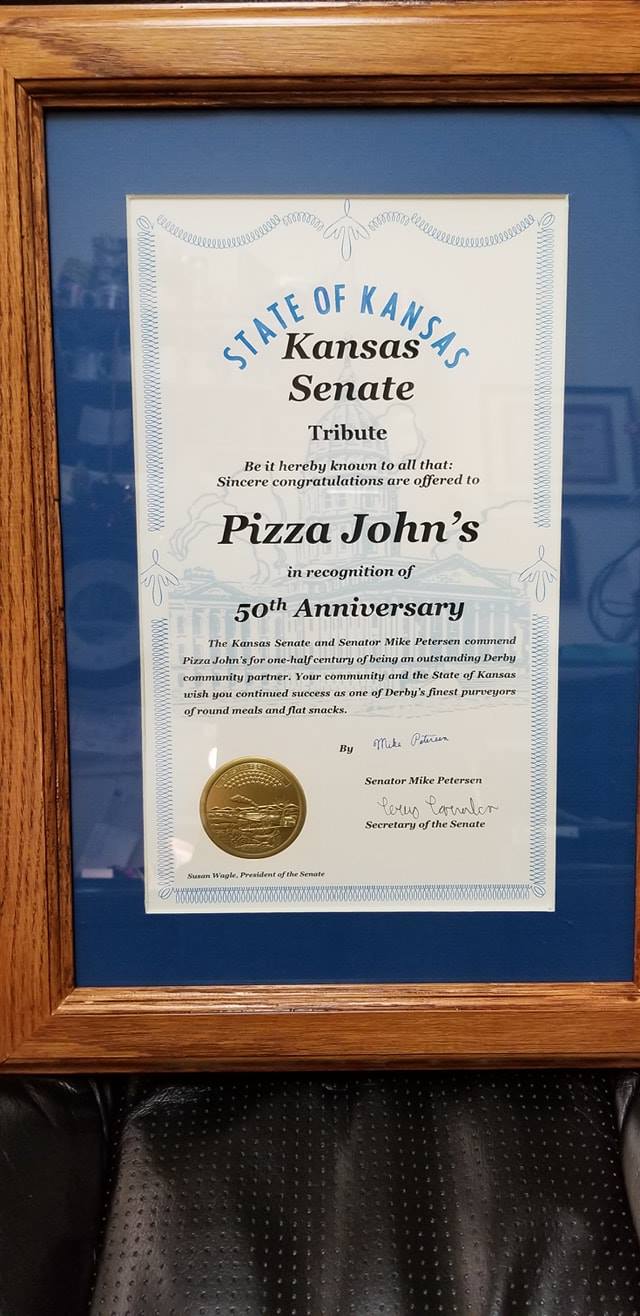 STATE OF KANSAS
Kansas
Senate
Tribute
Be it hereby known to all that:
Sincere congratulations are offered to
Pizza John's
in recognition of
50th Anniversary
The Kansas Senate and Senator Mike Petersen commend
Pizza John's for one-half century of being an outstanding Derby
community partner. Your community and the State of Kansas
wish you continued success as one of Derby's finest purveyors
of round meals and flat snacks.
By Mike Petersen
Senator Mike Petersen
Secretary of the Senate
Susan Wagle, President of the Senate